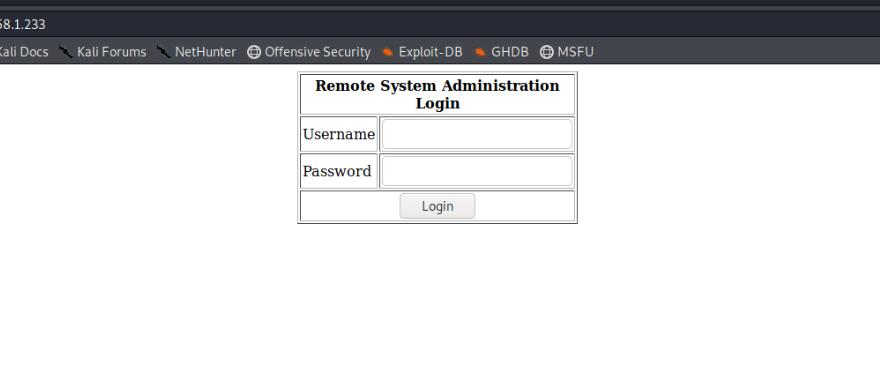 58.1.233
Kali Docs Kali Forums NetHunter Offensive Security Exploit-DB GHDB MSFU
Remote System Administration
Login
Username
Password
Login